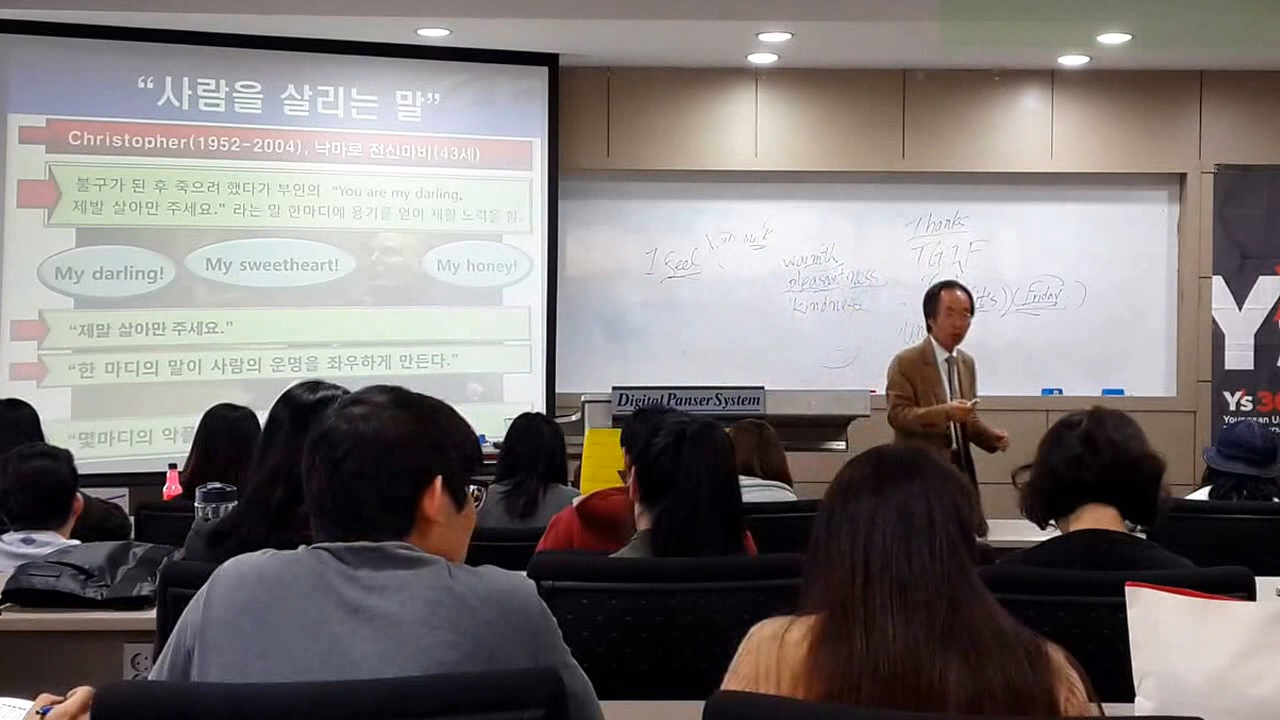 “사람을 살리는 말”
Christopher(1952-2004), 낙마로 전신마비(43세)
불구가 된 후 죽으려 했다가 부인의 “You are my darling,
제발 살아만 주세요.” 라는 말 한마디에 용기를 얻어 재활 노력을 함.
My darling!
My sweetheart!
My honey!
“제말 살아만 주세요.”
“한 마디의 말이 사람의 운명을 좌우하게 만든다.”
“몇마디의 악플
I feel
warmth
pleasantness
kindness
Thanks
TGIF
Friday
Digital Panser System
Y's